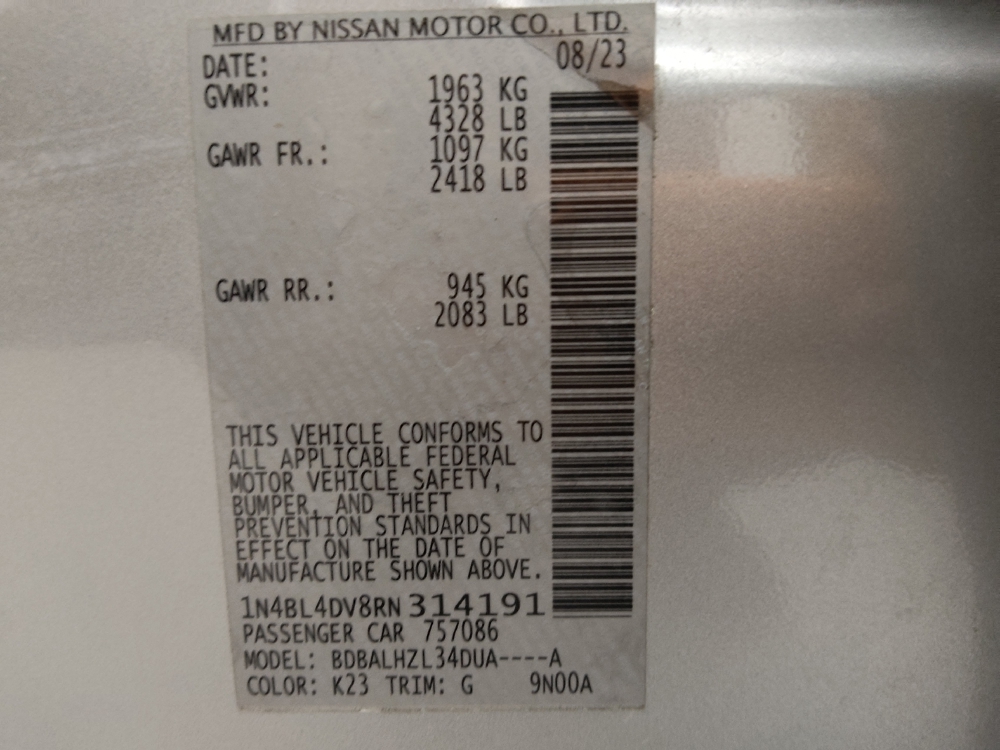 MFD BY NISSAN MOTOR CO., LTD.
DATE: 08/23
GVWR: 1963 KG
4328 LB
GAWR FR.: 1097 KG
2418 LB
GAWR RR.: 945 KG
2083 LB
THIS VEHICLE CONFORMS TO
ALL APPLICABLE FEDERAL
MOTOR VEHICLE SAFETY,
BUMPER, AND THEFT
PREVENTION STANDARDS IN
EFFECT ON THE DATE OF
MANUFACTURE SHOWN ABOVE.
1N4BL4DV8RN314191
PASSENGER CAR 757086
MODEL: BDBALHZL34DUA----A
COLOR: K23 TRIM: G 9N00A